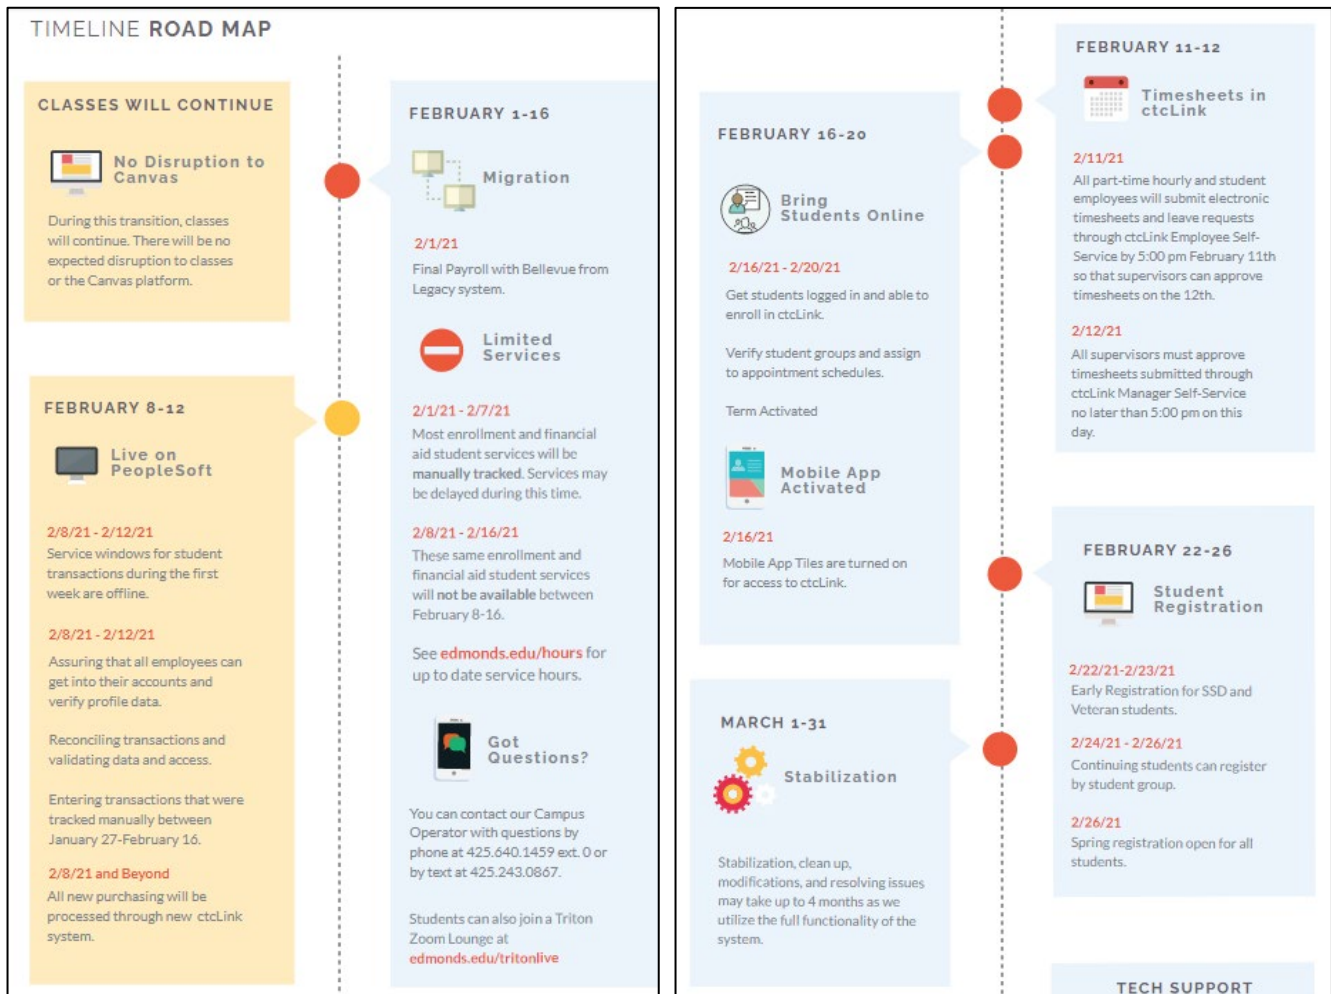 TIMELINE ROAD MAP
CLASSES WILL CONTINUE
No Disruption to
Canvas
During this transition, classes
will continue. There will be no
expected disruption to classes
or the Canvas platform.
FEBRUARY 1-16
Migration
2/1/21
Final Payroll with Bellevue from
Legacy system.
Limited
Services
2/1/21 - 2/7/21
Most enrollment and financial
aid student services will be
manually tracked. Services may
be delayed during this time.
2/8/21 - 2/16/21
These same enrollment and
financial aid student services
will not be available between
February 8-16.
See edmonds.edu/hours for
up to date service hours.
Got
Questions?
You can contact our Campus
Operator with questions by
phone at 425.640.1459 ext. 0 or
by text at 425.243.0867.
Students can also join a Triton
Zoom Lounge at
edmonds.edu/tritonlive
FEBRUARY 8-12
Live on
PeopleSoft
2/8/21 - 2/12/21
Service windows for student
transactions during the first
week are offline.
2/8/21 - 2/12/21
Assuring that all employees can
get into their accounts and
verify profile data.
Reconciling transactions and
validating data and access.
Entering transactions that were
tracked manually between
January 27-February 16.
2/8/21 and Beyond
All new purchasing will be
processed through new ctcLink
system.
FEBRUARY 11-12
Timesheets in
ctcLink
2/11/21
All part-time hourly and student
employees will submit electronic
timesheets and leave requests
through ctcLink Employee Self-
Service by 5:00 pm February 11th
so that supervisors can approve
timesheets on the 12th.
2/12/21
All supervisors must approve
timesheets submitted through
ctcLink Manager Self-Service
no later than 5:00 pm on this
day.
FEBRUARY 16-20
Bring
Students Online
2/16/21 - 2/20/21
Get students logged in and able to
enroll in ctcLink.
Verify student groups and assign
to appointment schedules.
Term Activated
Mobile App
Activated
2/16/21
Mobile App Tiles are turned on
for access to ctcLink.
FEBRUARY 22-26
Student
Registration
2/22/21-2/23/21
Early Registration for SSD and
Veteran students.
2/24/21 - 2/26/21
Continuing students can register
by student group.
2/26/21
Spring registration open for all
students.
MARCH 1-31
Stabilization
Stabilization, clean up,
modifications, and resolving issues
may take up to 4 months as we
utilize the full functionality of the
system.
TECH SUPPORT